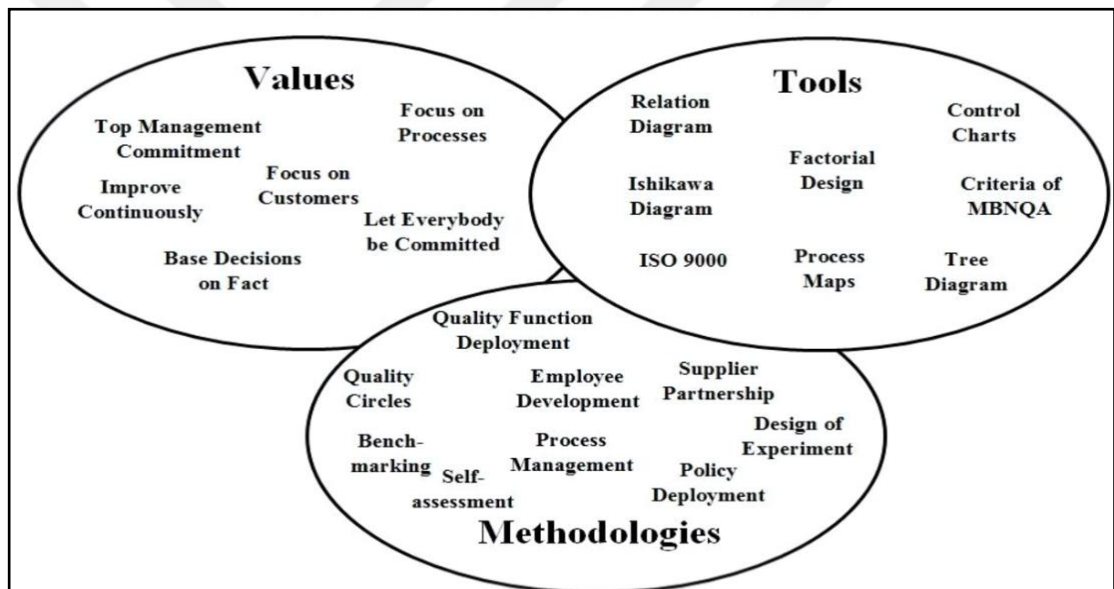 Values
Top Management
Commitment
Focus on
Processes
Improve
Continuously
Focus on
Customers
Let Everybody
be Committed
Base Decisions
on Fact
Tools
Relation
Diagram
Control
Charts
Factorial
Design
Ishikawa
Diagram
Criteria of
MBNQA
ISO 9000
Process
Maps
Tree
Diagram
Quality Function
Deployment
Quality
Circles
Employee
Development
Supplier
Partnership
Design of
Experiment
Bench-
marking
Process
Management
Self-
assessment
Policy
Deployment
Methodologies